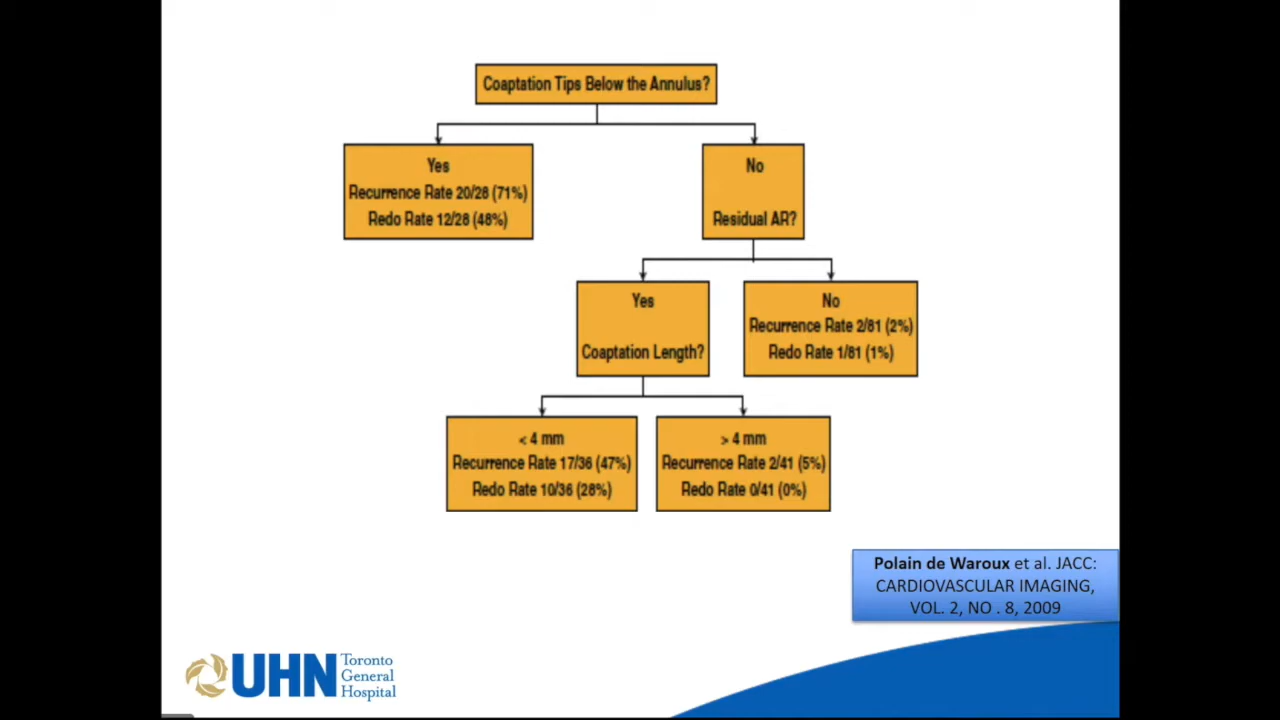 Coaptation Tips Below the Annulus?
Yes
Recurrence Rate 20/28 (71%)
Redo Rate 12/28 (48%)
No
Residual AR?
Yes
Coaptation Length?
No
Recurrence Rate 2/81 (2%)
Redo Rate 1/81 (1%)
< 4 mm
Recurrence Rate 17/36 (47%)
Redo Rate 10/36 (28%)
> 4 mm
Recurrence Rate 2/41 (5%)
Redo Rate 0/41 (0%)
Polain de Waroux et al. JACC:
CARDIOVASCULAR IMAGING,
VOL. 2, NO . 8, 2009
UHN
Toronto
General
Hospital